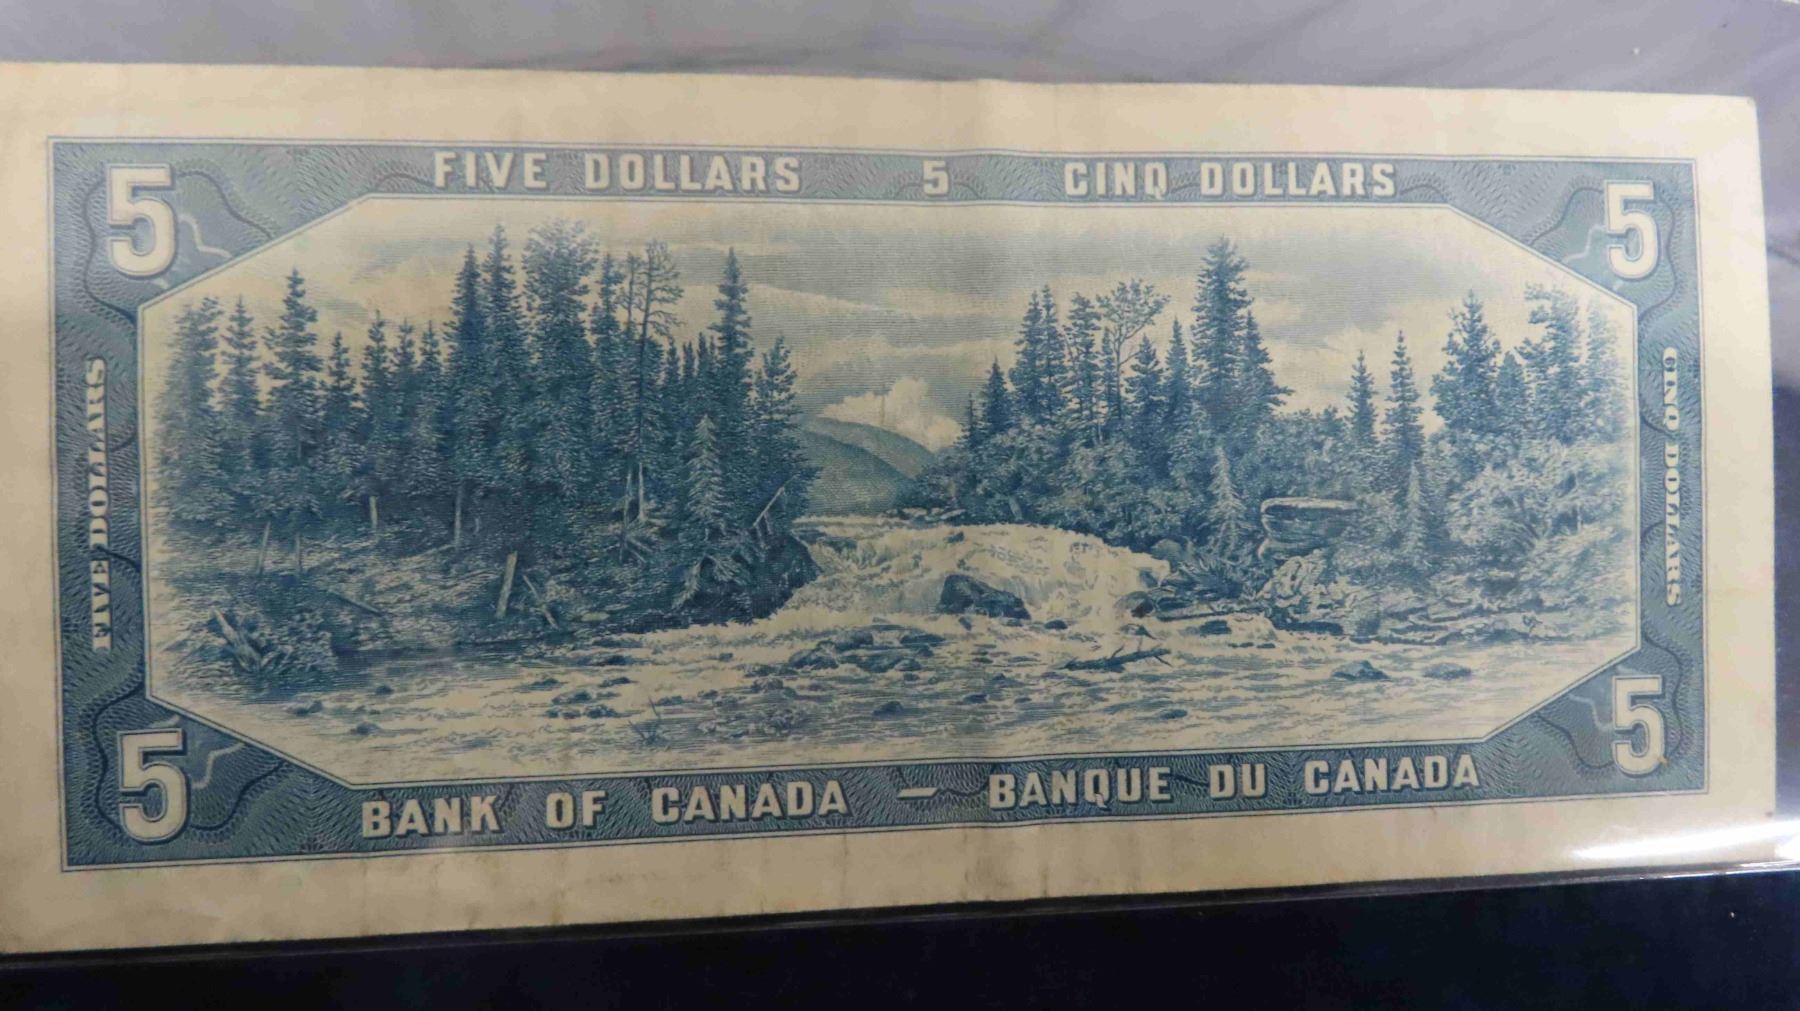 5 FIVE DOLLARS 5 CINQ DOLLARS 5
FIVE DOLLARS
CINQ DOLLARS
5 BANK OF CANADA — BANQUE DU CANADA 5